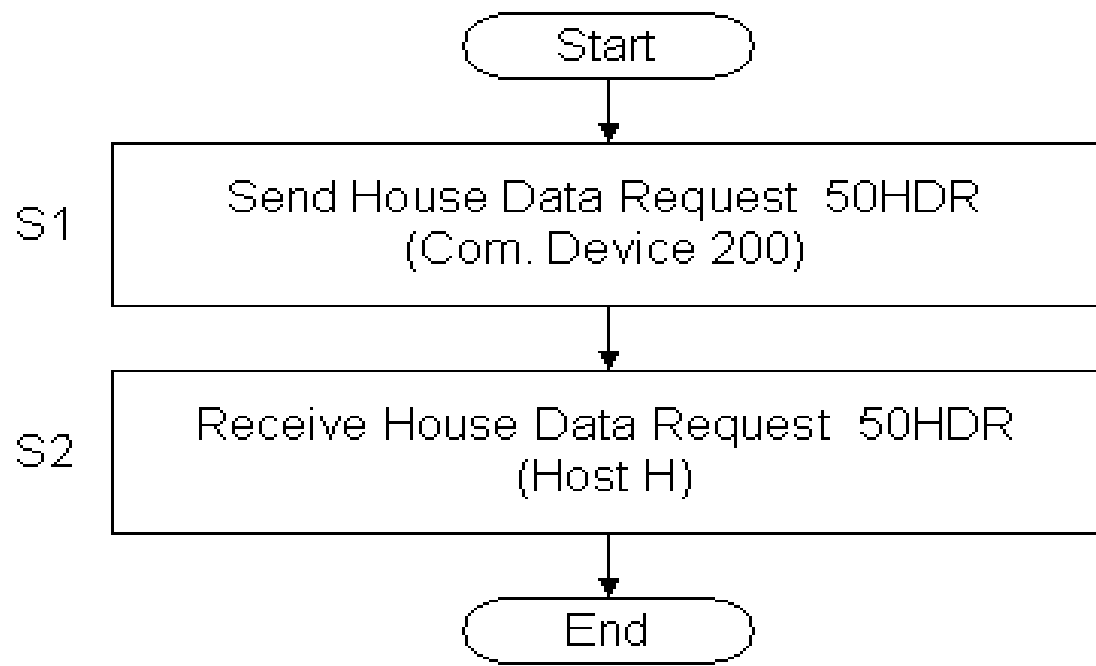 Start
S1
Send House Data Request 50HDR
(Com. Device 200)
S2
Receive House Data Request 50HDR
(Host H)
End